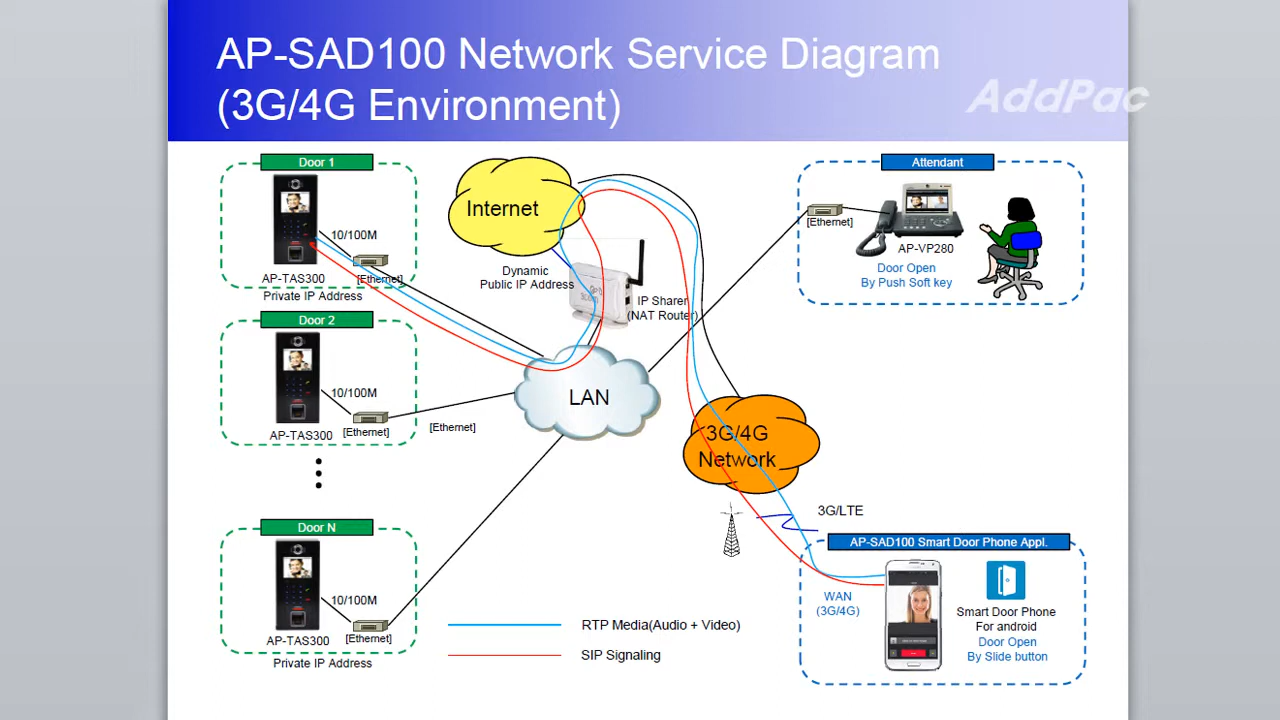 AP-SAD100 Network Service Diagram
(3G/4G Environment)
AddPac
Door 1
10/100M
AP-TAS300
[Ethernet]
Private IP Address
Door 2
10/100M
AP-TAS300
[Ethernet]
[Ethernet]
Door N
10/100M
AP-TAS300
[Ethernet]
Private IP Address
Internet
Dynamic
Public IP Address
IP Sharer
(NAT Router)
LAN
3G/4G
Network
3G/LTE
Attendant
[Ethernet]
AP-VP280
Door Open
By Push Soft key
AP-SAD100 Smart Door Phone Appl.
WAN
(3G/4G)
Smart Door Phone
For android
Door Open
By Slide button
RTP Media(Audio + Video)
SIP Signaling